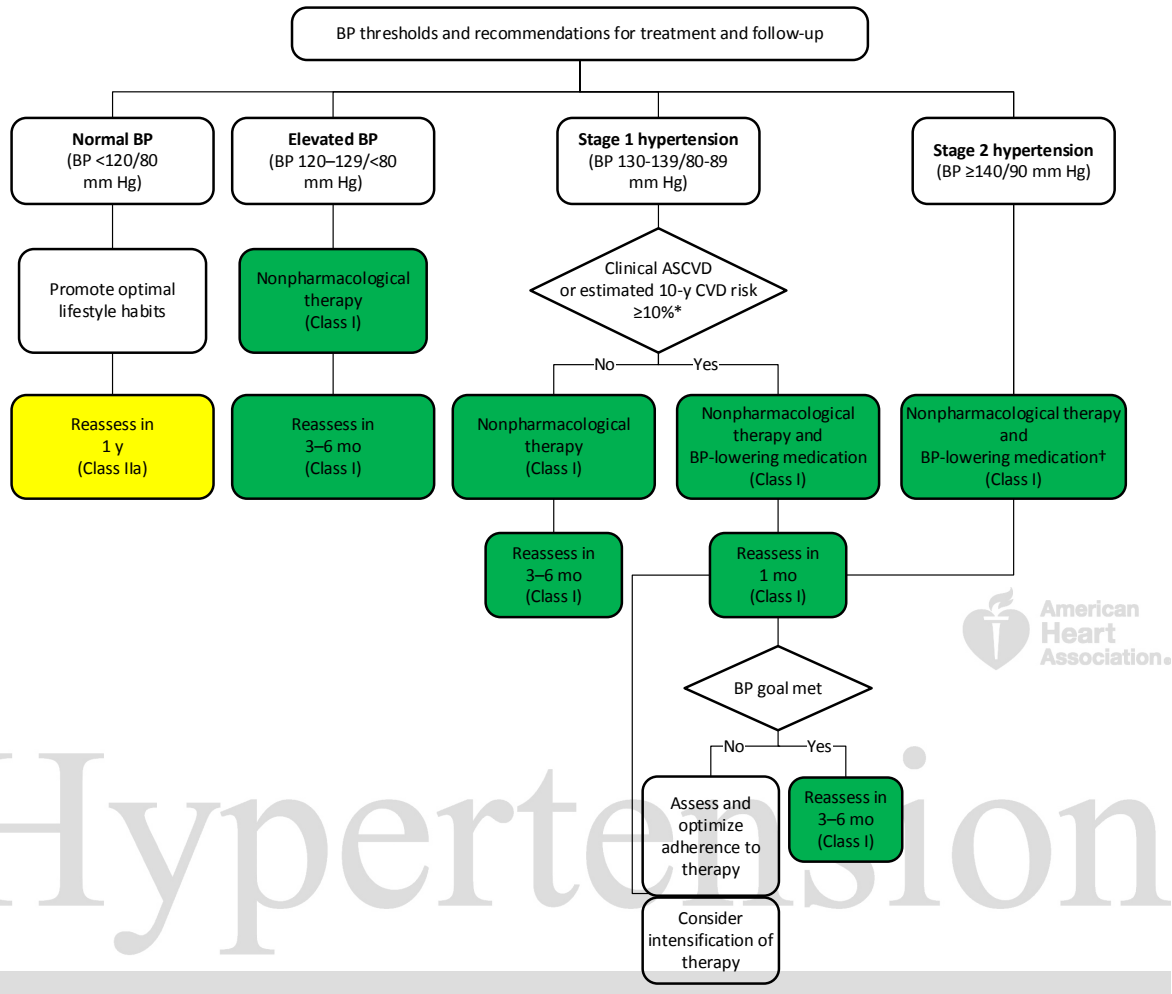 BP thresholds and recommendations for treatment and follow-up
Normal BP
(BP <120/80
mm Hg)
Elevated BP
(BP 120–129/<80
mm Hg)
Stage 1 hypertension
(BP 130-139/80-89
mm Hg)
Stage 2 hypertension
(BP ≥140/90 mm Hg)
Promote optimal
lifestyle habits
Nonpharmacological
therapy
(Class I)
Clinical ASCVD
or estimated 10-y CVD risk
≥10%*
No
Yes
Reassess in
1 y
(Class IIa)
Reassess in
3–6 mo
(Class I)
Nonpharmacological
therapy
(Class I)
Nonpharmacological
therapy and
BP-lowering medication
(Class I)
Nonpharmacological therapy
and
BP-lowering medication†
(Class I)
Reassess in
3–6 mo
(Class I)
Reassess in
1 mo
(Class I)
American
Heart
Association®
BP goal met
No
Yes
Assess and
optimize
adherence to
therapy
Reassess in
3–6 mo
(Class I)
Hypertension
Consider
intensification of
therapy